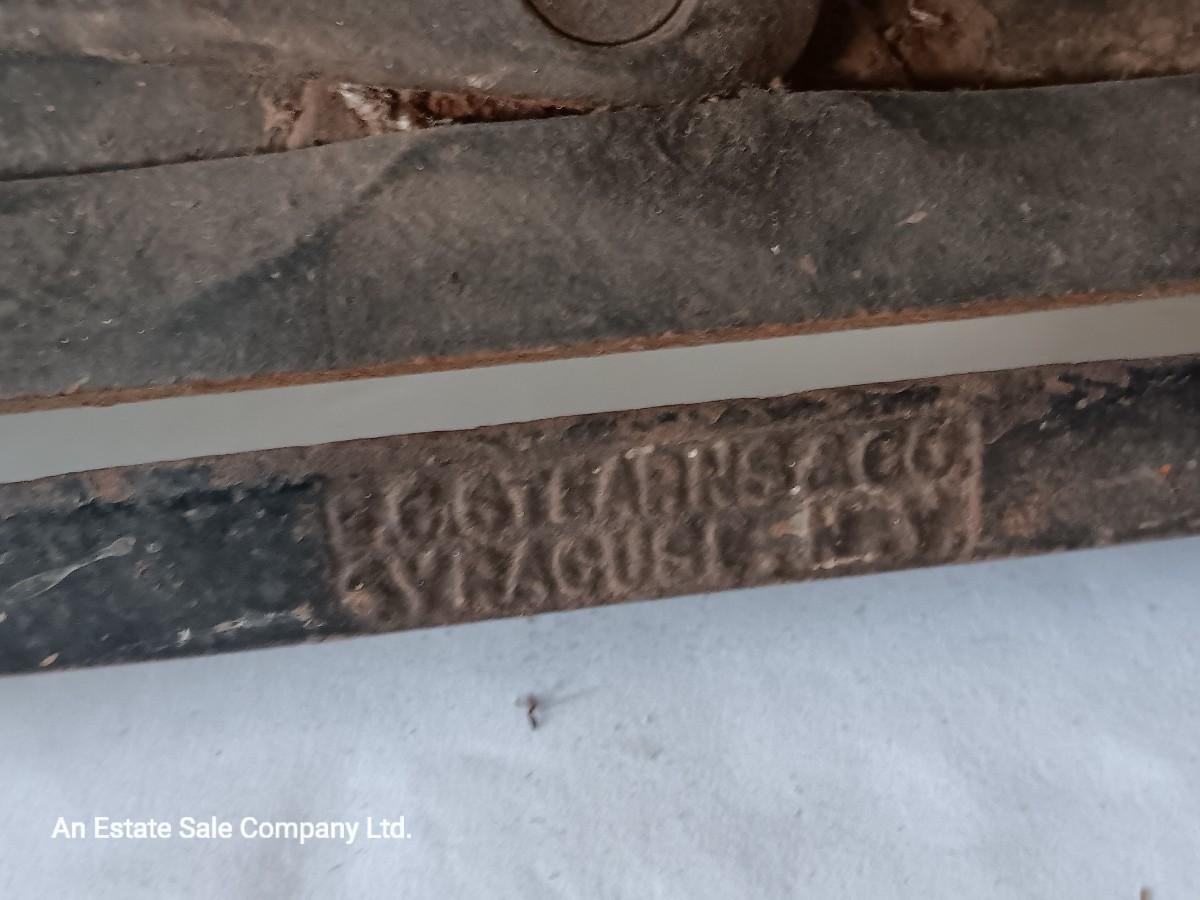 E.C.STEARNS & CO.
SYRACUSE, N.Y.
An Estate Sale Company Ltd.